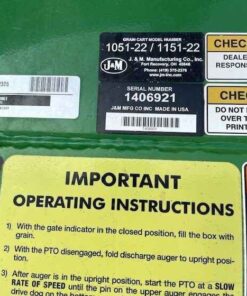 GRAIN CART MODEL NUMBER
1051-22 / 1151-22
J&M
J. & M. Manufacturing Co., Inc.
Fort Recovery, OH 45846
Phone: (419) 375-2376
www.jm-inc.com
SERIAL NUMBER
1406921
J&M MFG CO INC MADE IN USA
CHEC
DEALE
RESPONS
CHEC
DO NOT
OVER T
PRINT
IMPORTANT
OPERATING INSTRUCTIONS
1) With the gate indicator in the closed position, fill the box with
grain.
2) With the PTO disengaged, fold discharge auger to upright posi-
tion.
3) After auger is in the upright position, start the PTO at a SLOW
RATE OF SPEED until the pin on the upper auger engages the
drive dog on the